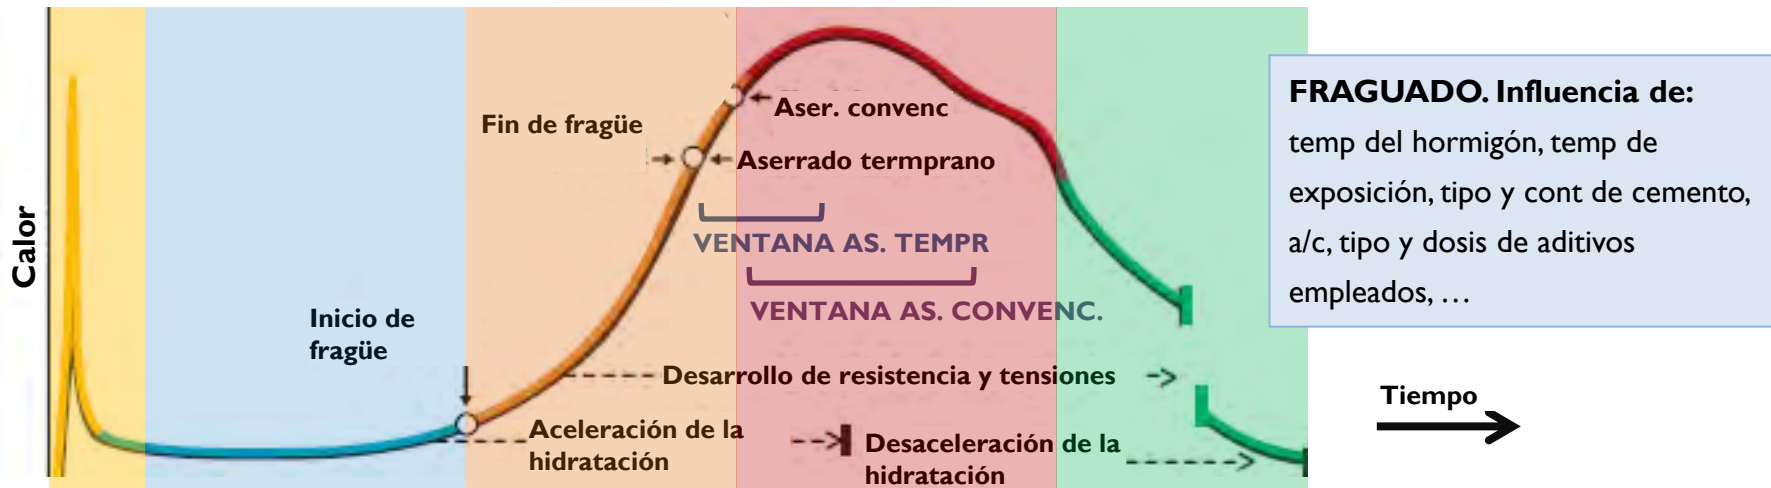 Calor
Fin de fragüe
Aser. convenc
Aserrado termprano
VENTANA AS. TEMPR
VENTANA AS. CONVENC.
Inicio de
fragüe
Desarrollo de resistencia y tensiones
Aceleración de la
hidratación
Desaceleración de la
hidratación
FRAGUADO. Influencia de:
temp del hormigón, temp de
exposición, tipo y cont de cemento,
a/c, tipo y dosis de aditivos
empleados, …
Tiempo